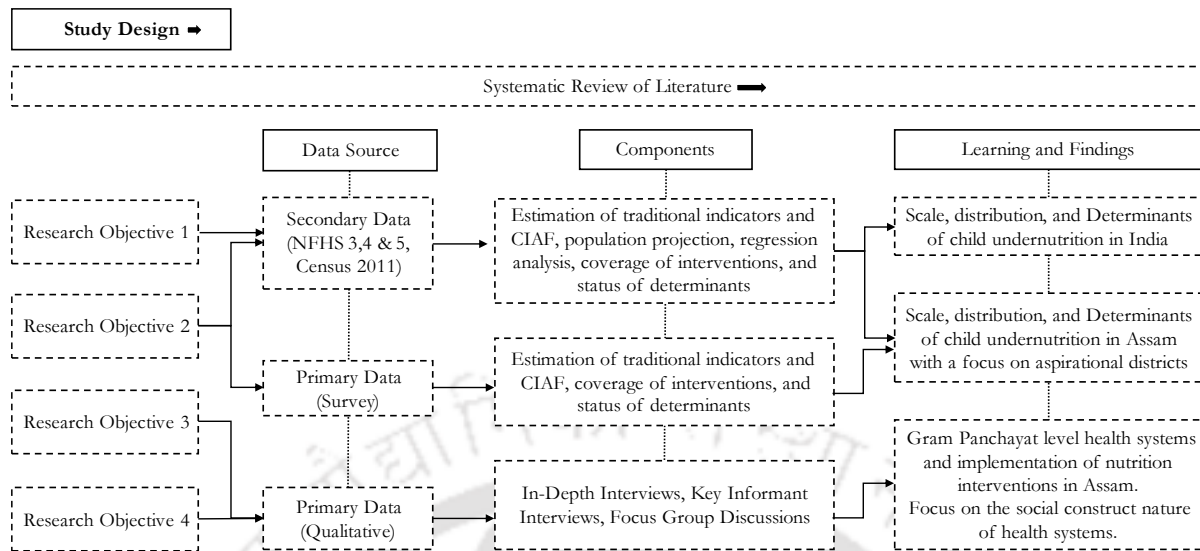 Study Design ➡
Systematic Review of Literature ➡
Data Source
Components
Learning and Findings
Research Objective 1
Secondary Data
(NFHS 3,4 & 5,
Census 2011)
Estimation of traditional indicators and
CIAF, population projection, regression
analysis, coverage of interventions, and
status of determinants
Scale, distribution, and Determinants
of child undernutrition in India
Research Objective 2
Primary Data
(Survey)
Estimation of traditional indicators and
CIAF, coverage of interventions, and
status of determinants
Scale, distribution, and Determinants
of child undernutrition in Assam
with a focus on aspirational districts
Research Objective 3
Research Objective 4
Primary Data
(Qualitative)
In-Depth Interviews, Key Informant
Interviews, Focus Group Discussions
Gram Panchayat level health systems
and implementation of nutrition
interventions in Assam.
Focus on the social construct nature
of health systems.